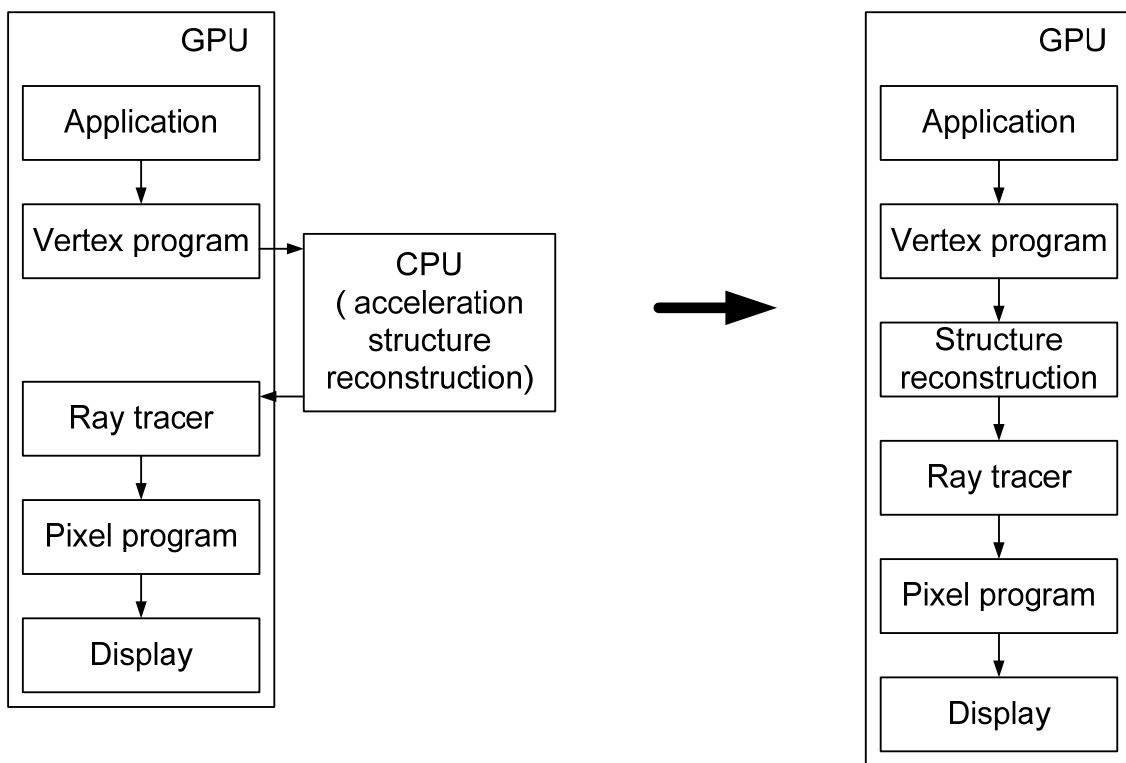 GPU
Application
Vertex program
CPU
( acceleration
structure
reconstruction)
Ray tracer
Pixel program
Display
GPU
Application
Vertex program
Structure
reconstruction
Ray tracer
Pixel program
Display